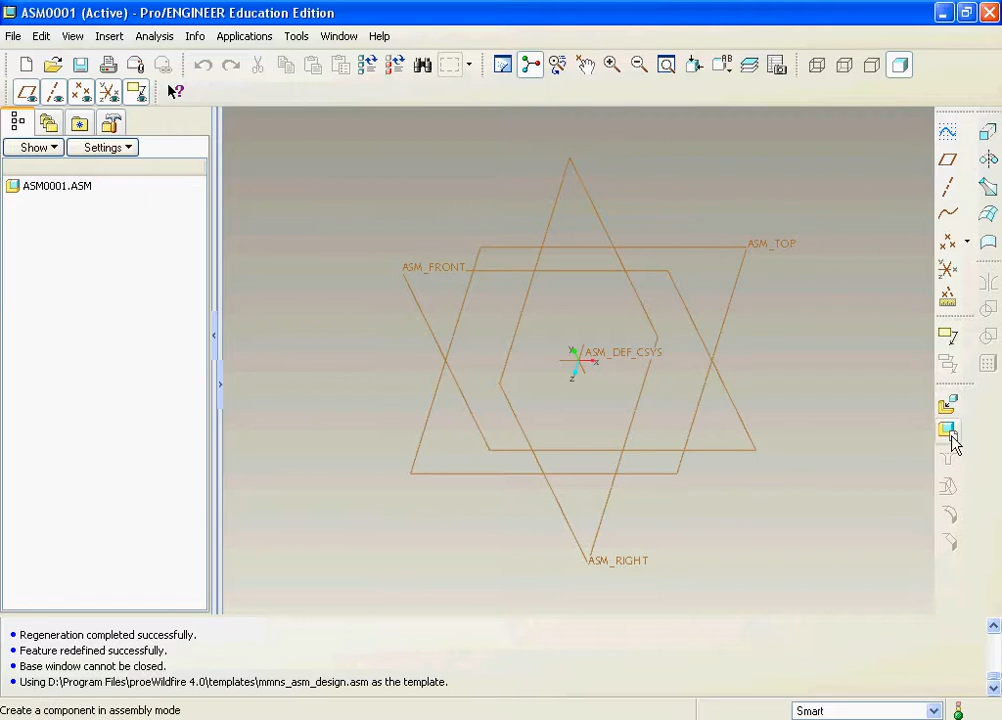 ASM0001 (Active) - Pro/ENGINEER Education Edition
File Edit View Insert Analysis Info Applications Tools Window Help
Show Settings
ASM0001.ASM
ASM_TOP
ASM_FRONT
ASM_DEF_CSYS
Y
X
Z
ASM_RIGHT
Regeneration completed successfully.
Feature redefined successfully.
Base window cannot be closed.
Using D:\Program Files\proeWildfire 4.0\templates\mmns_asm_design.asm as the template.
Create a component in assembly mode
Smart